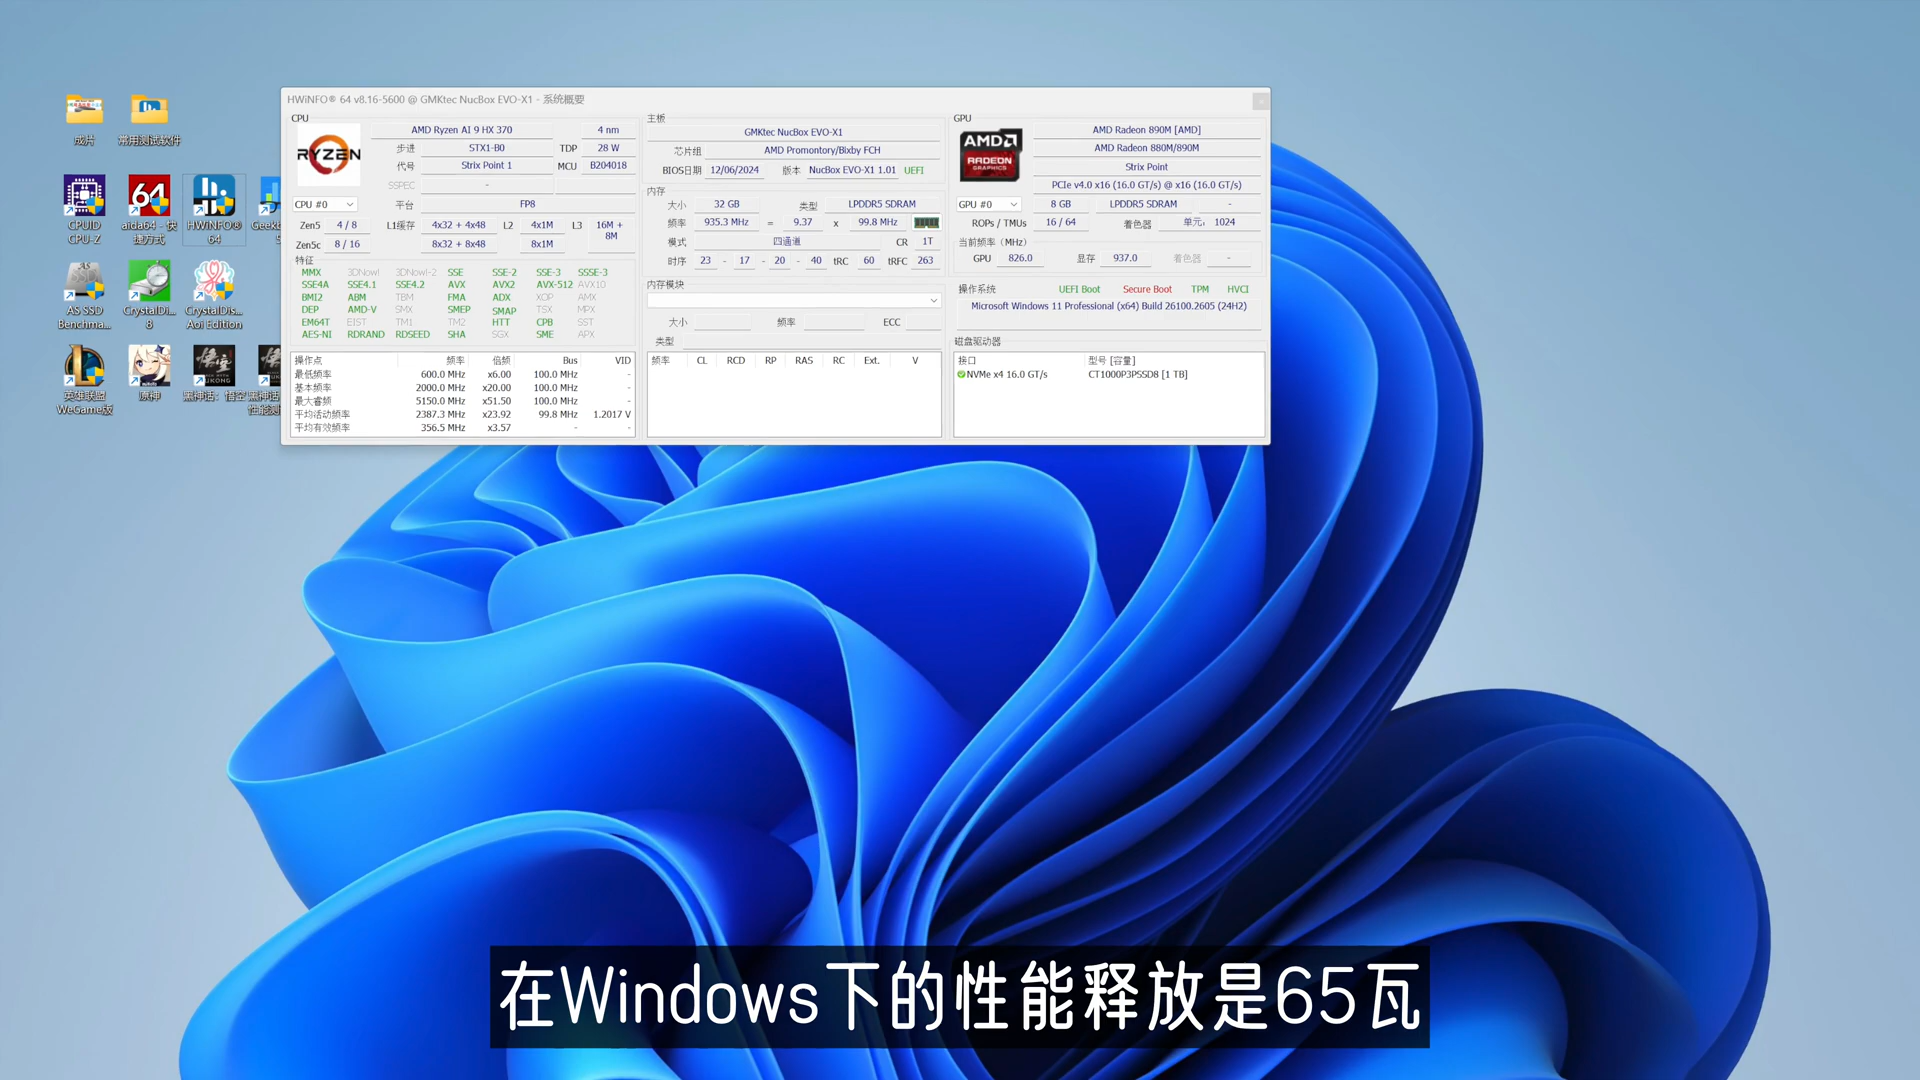 HWiNFO® 64 v8.16-5600 @ GMKtec NucBox EVO-X1 - 系统概要
成片
常用测试软件
CPUID CPU-Z
aida64 - 快捷方式
HWiNFO® 64
AS SSD Benchma...
CrystalDi... 8
CrystalDis... Aoi Edition
英雄联盟 WeGame版
原神
黑神话：悟空
CPU
AMD Ryzen AI 9 HX 370 4 nm
RYZEN
步进 STX1-B0 TDP 28 W
代号 Strix Point 1 MCU B204018
SSPEC -
CPU #0 平台 FP8
Zen5 4 / 8 L1缓存 4x32 + 4x48 L2 4x1M L3 16M + 8M
Zen5c 8 / 16 8x32 + 8x48 8x1M
特征
MMX 3DNow! 3DNow!-2 SSE SSE-2 SSE-3 SSSE-3
SSE4A SSE4.1 SSE4.2 AVX AVX2 AVX-512 AVX10
BMI2 ABM TBM FMA ADX XOP AMX
DEP AMD-V SMX SMEP SMAP TSX MPX
EM64T EIST TM1 TM2 HTT CPB SST
AES-NI RDRAND RDSEED SHA SGX SME APX
操作点 频率 倍频 Bus VID
最低频率 600.0 MHz x6.00 100.0 MHz -
基本频率 2000.0 MHz x20.00 100.0 MHz -
最大睿频 5150.0 MHz x51.50 100.0 MHz -
平均活动频率 2387.3 MHz x23.92 99.8 MHz 1.2017 V
平均有效频率 356.5 MHz x3.57 - -
主板
GMKtec NucBox EVO-X1
芯片组 AMD Promontory/Bixby FCH
BIOS日期 12/06/2024 版本 NucBox EVO-X1 1.01 UEFI
内存
大小 32 GB 类型 LPDDR5 SDRAM
频率 935.3 MHz = 9.37 x 99.8 MHz
模式 四通道 CR 1T
时序 23 - 17 - 20 - 40 tRC 60 tRFC 263
内存模块
大小 频率 ECC
类型
频率 CL RCD RP RAS RC Ext. V
GPU
AMD RADEON GRAPHICS
AMD Radeon 890M [AMD]
AMD Radeon 880M/890M
Strix Point
PCIe v4.0 x16 (16.0 GT/s) @ x16 (16.0 GT/s)
GPU #0 8 GB LPDDR5 SDRAM -
ROPs / TMUs 16 / 64 着色器 单元: 1024
当前频率（MHz）
GPU 826.0 显存 937.0 着色器 -
操作系统 UEFI Boot Secure Boot TPM HVCI
Microsoft Windows 11 Professional (x64) Build 26100.2605 (24H2)
磁盘驱动器
接口 型号 [容量]
NVMe x4 16.0 GT/s CT1000P3PSSD8 [1 TB]
在Windows下的性能释放是65瓦